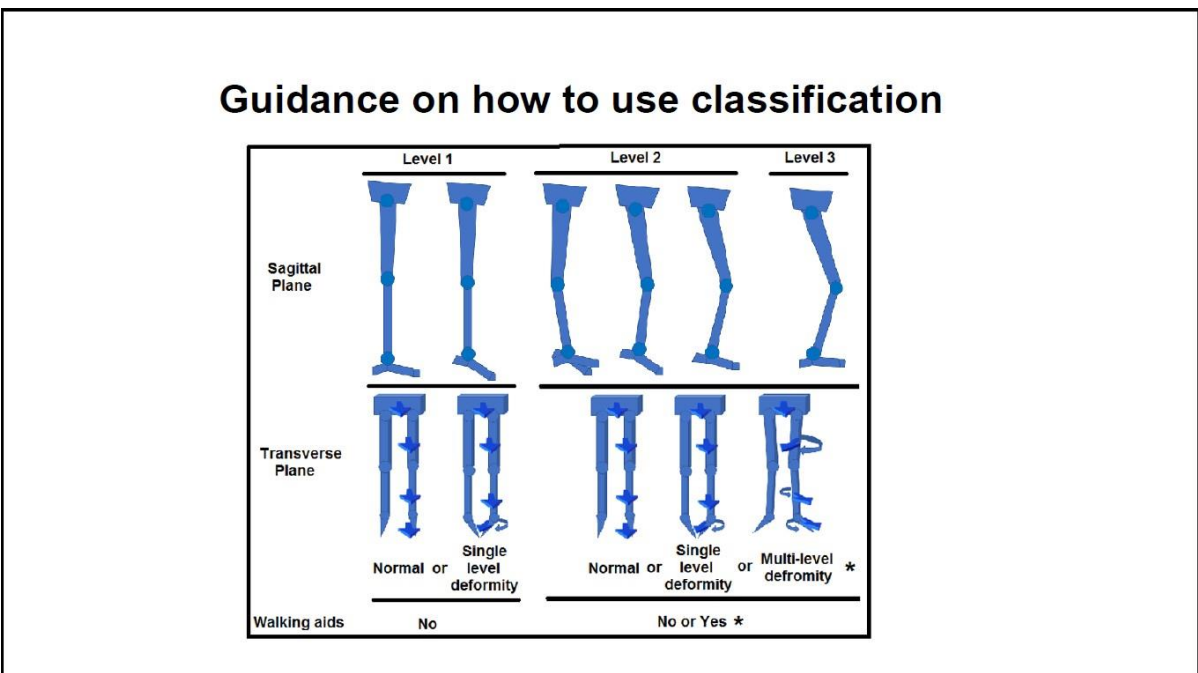 Guidance on how to use classification
Level 1
Level 2
Level 3
Sagittal
Plane
Transverse
Plane
Normal or Single level deformity
Normal or Single level deformity or Multi-level defromity *
Walking aids
No
No or Yes *